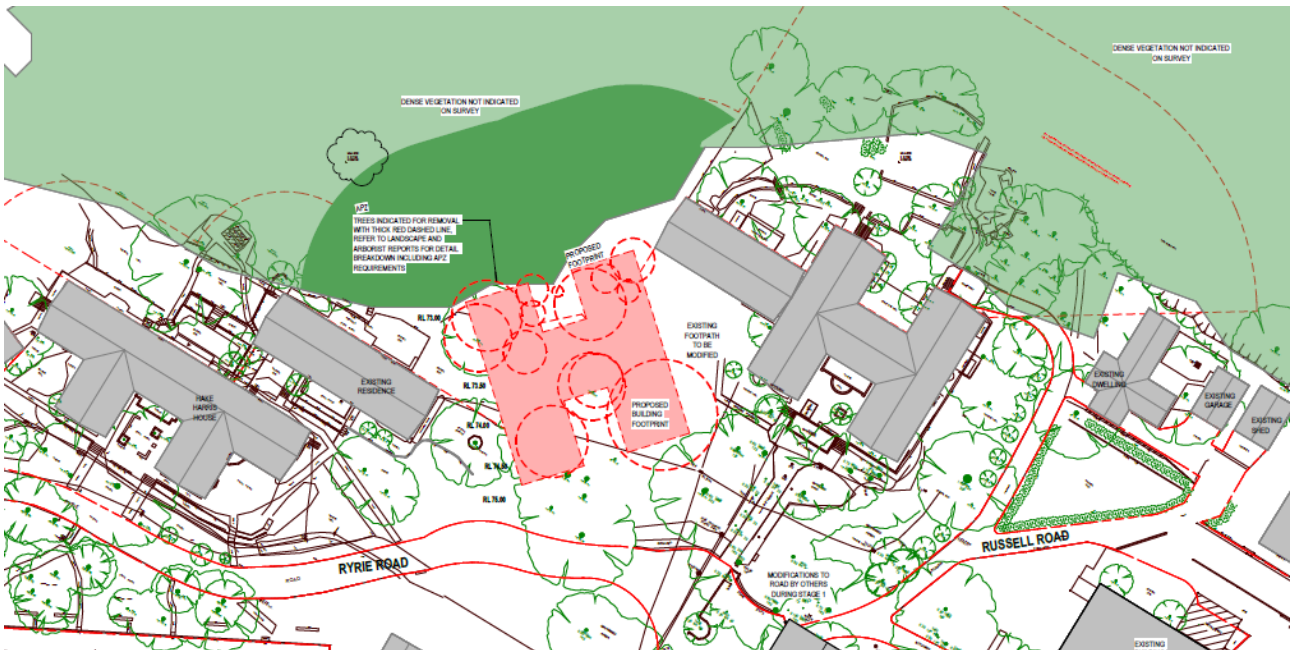 DENSE VEGETATION NOT INDICATED
ON SURVEY
DENSE VEGETATION NOT INDICATED
ON SURVEY
APZ
TREES INDICATED FOR REMOVAL
WITH THICK RED DASHED LINE,
REFER TO LANDSCAPE AND
ARBORIST REPORTS FOR DETAIL
BREAKDOWN INCLUDING APZ
REQUIREMENTS
PROPOSED
FOOTPRINT
RL 73.00
EXISTING
FOOTPATH
TO BE
MODIFIED
EXISTING
RESIDENCE
RL 73.50
HAKE
HARRIS
HOUSE
PROPOSED
BUILDING
FOOTPRINT
RL 74.00
RL 74.50
RL 75.00
EXISTING
DWELLING
EXISTING
GARAGE
EXISTING
SHED
RYRIE ROAD
ROAD
RUSSELL ROAD
MODIFICATIONS TO
ROAD BY OTHERS
DURING STAGE 1
EXISTING